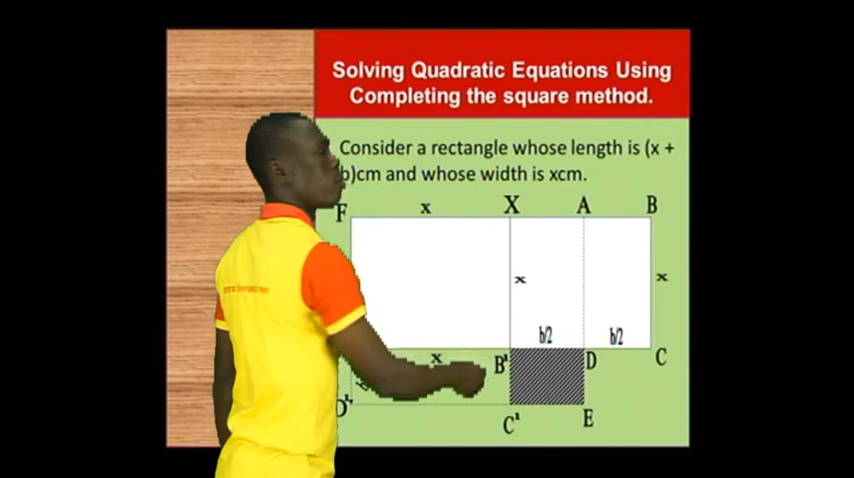 Solving Quadratic Equations Using
Completing the square method.
Consider a rectangle whose length is (x +
b)cm and whose width is xcm.
F x X A B
x x
b/2 b/2
x B¹ D C
D¹
C¹ E